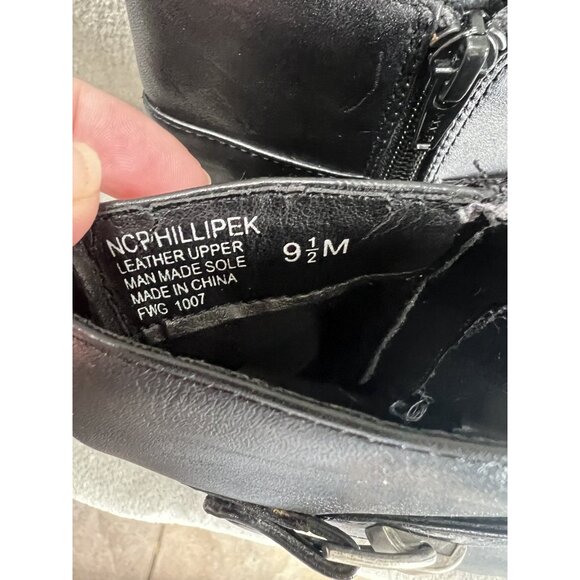 NCPHILLIPEK
LEATHER UPPER
MAN MADE SOLE
MADE IN CHINA
FWG 1007
9½M